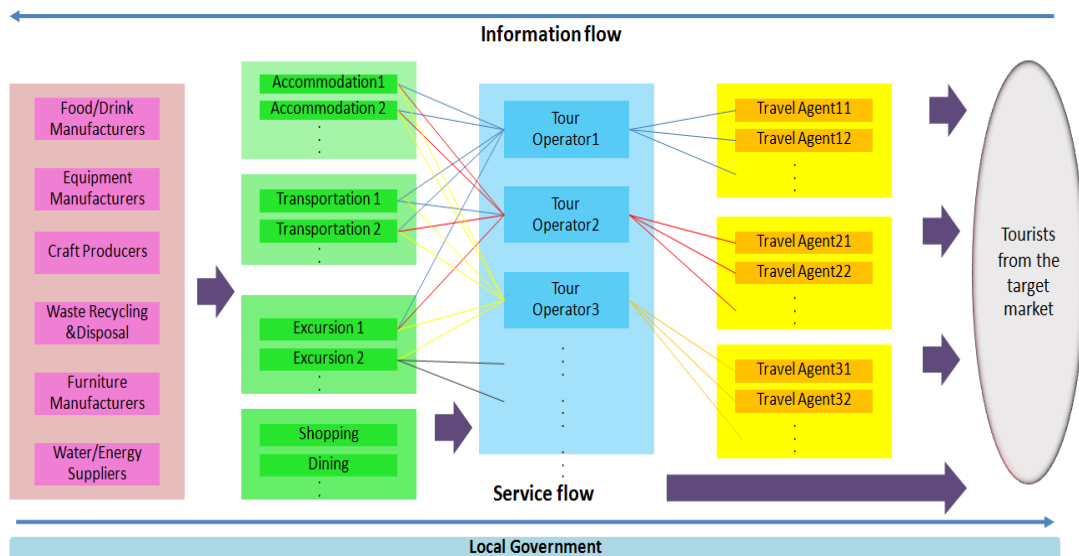 Information flow
Food/Drink
Manufacturers
Equipment
Manufacturers
Craft Producers
Waste Recycling
&Disposal
Furniture
Manufacturers
Water/Energy
Suppliers
Accommodation1
Accommodation 2
Transportation 1
Transportation 2
Excursion 1
Excursion 2
Shopping
Dining
Tour
Operator1
Tour
Operator2
Tour
Operator3
Travel Agent11
Travel Agent12
Travel Agent21
Travel Agent22
Travel Agent31
Travel Agent32
Tourists
from the
target
market
Service flow
Local Government